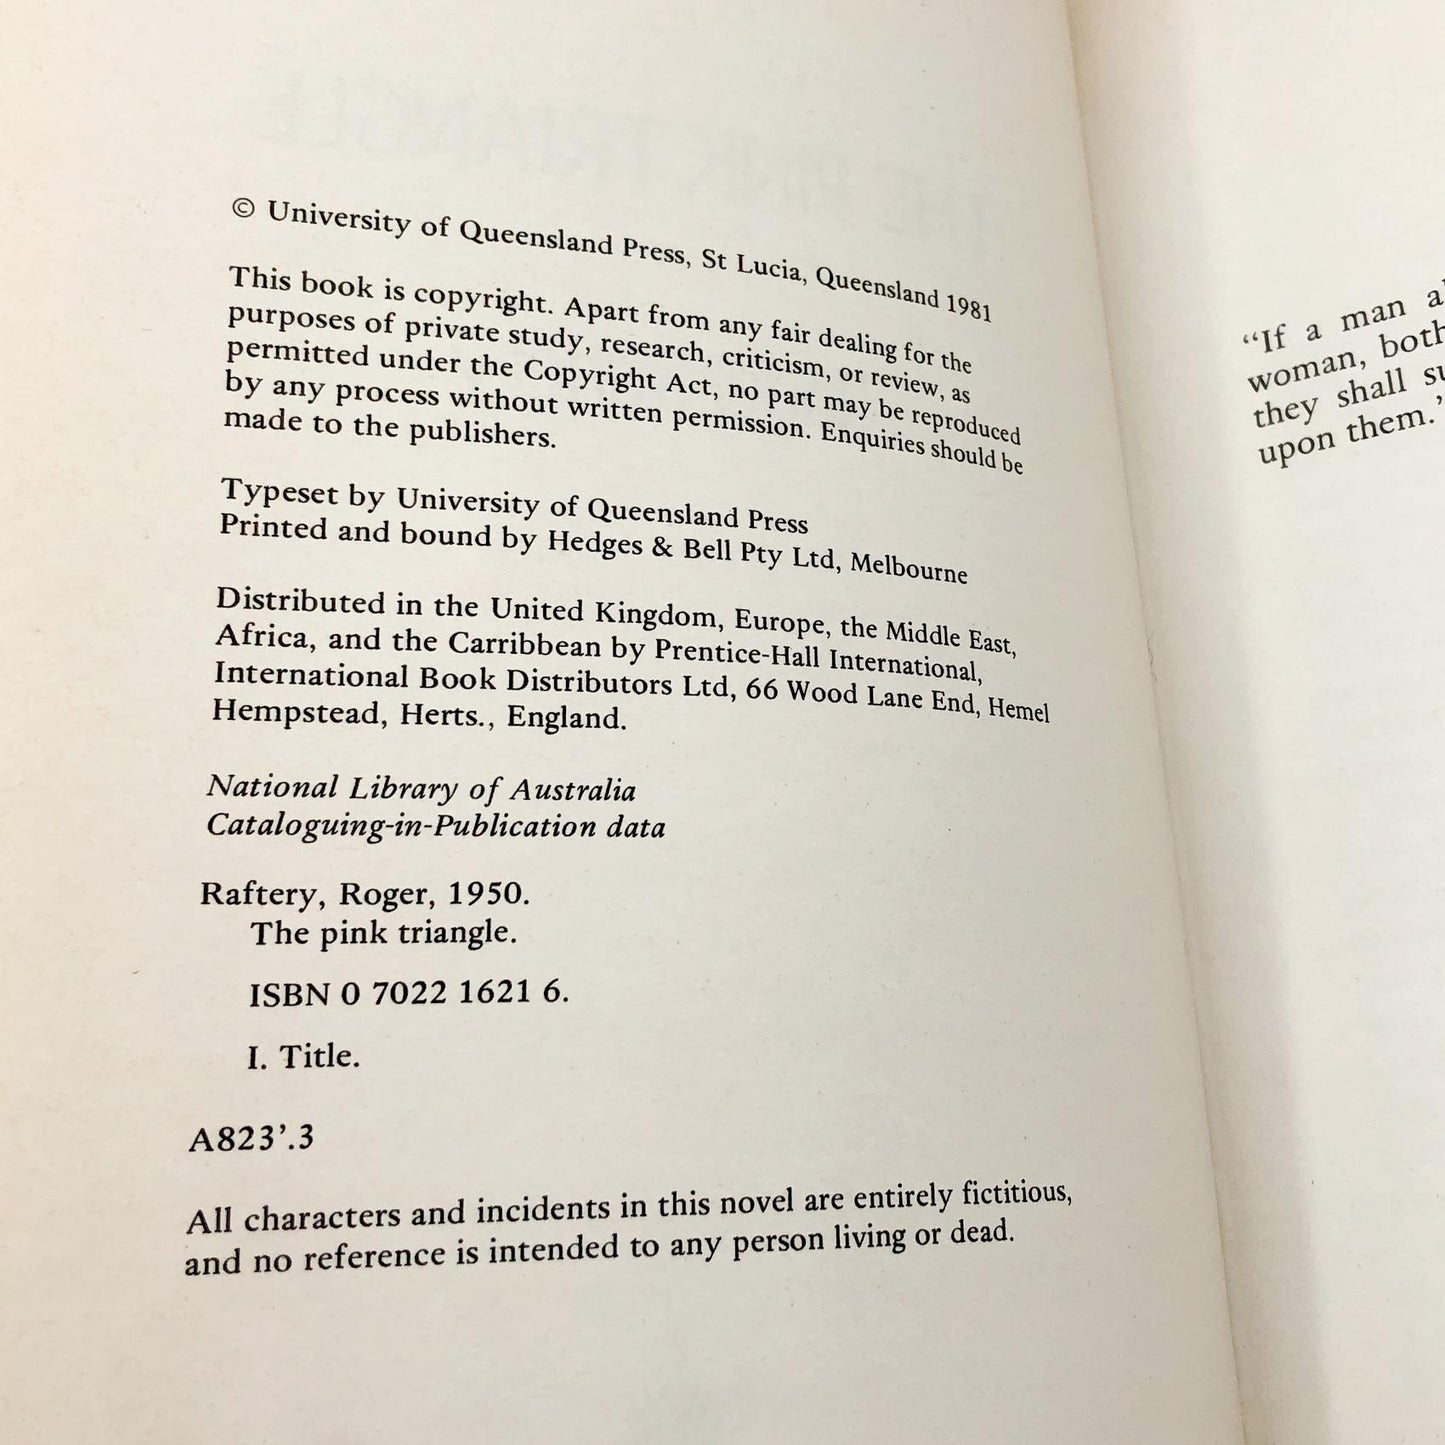 © University of Queensland Press, St Lucia, Queensland 1981
This book is copyright. Apart from any fair dealing for the
purposes of private study, research, criticism, or review, as
permitted under the Copyright Act, no part may be reproduced
by any process without written permission. Enquiries should be
made to the publishers.
Typeset by University of Queensland Press
Printed and bound by Hedges & Bell Pty Ltd, Melbourne
Distributed in the United Kingdom, Europe, the Middle East,
Africa, and the Carribbean by Prentice-Hall International,
International Book Distributors Ltd, 66 Wood Lane End, Hemel
Hempstead, Herts., England.
National Library of Australia
Cataloguing-in-Publication data
Raftery, Roger, 1950.
The pink triangle.
ISBN 0 7022 1621 6.
I. Title.
A823'.3
All characters and incidents in this novel are entirely fictitious,
and no reference is intended to any person living or dead.
“If a man
woman, both
they shall
upon them.’